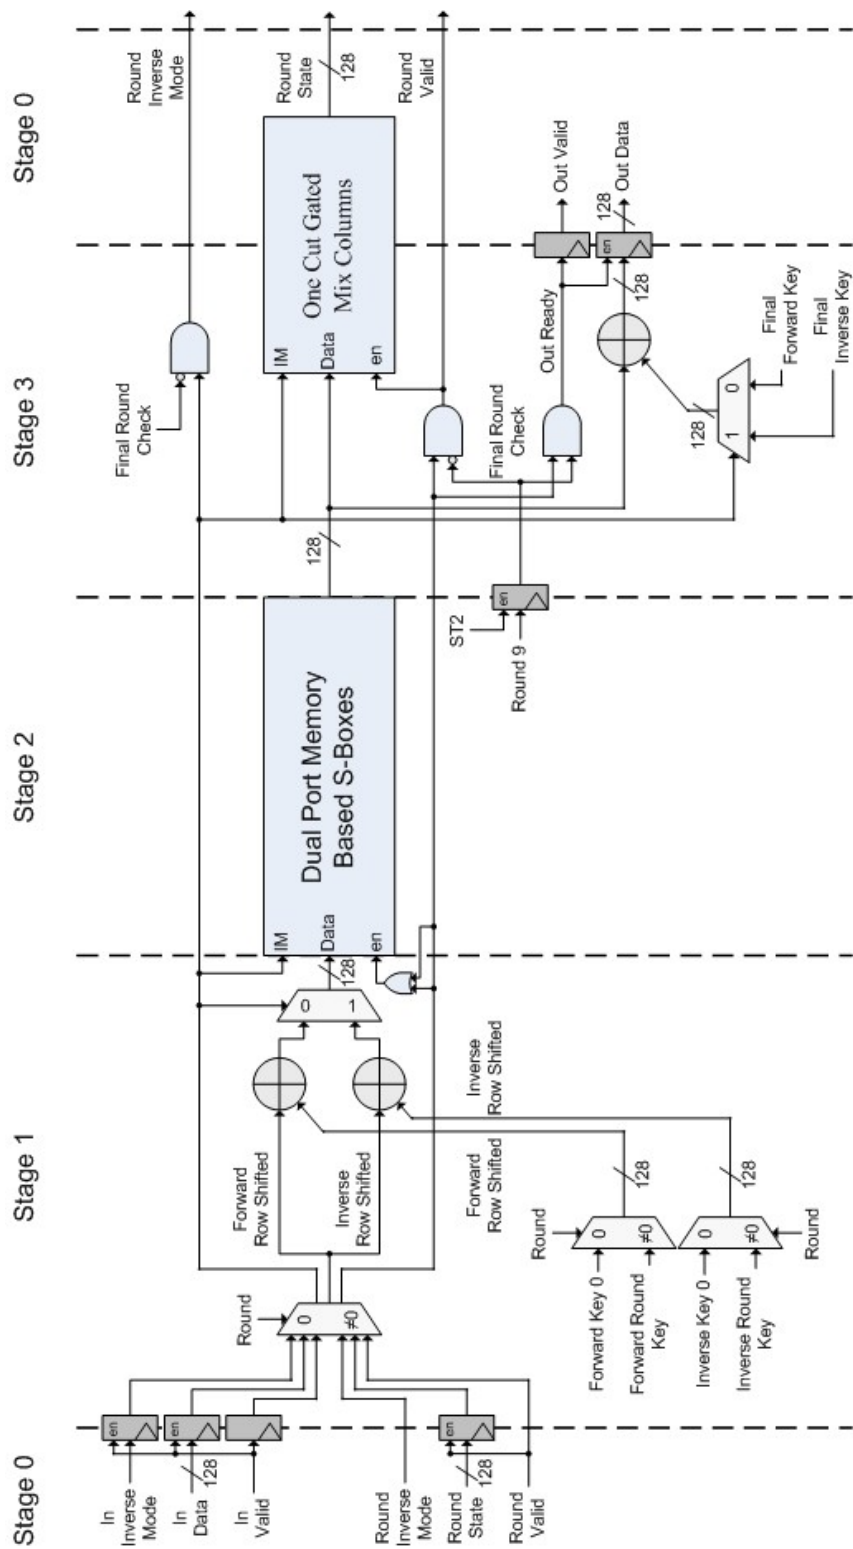 Stage 0
Stage 1
Stage 2
Stage 3
Stage 0
In
Inverse
Mode
In
Data
In
Valid
Round
Inverse
Mode
Round
State
Round
Valid
128
128
en
en
en
Round
0
≠0
Forward
Row Shifted
Inverse
Row Shifted
Forward
Row Shifted
Inverse
Row Shifted
Round
Forward Key 0
Forward Round
Key
0
≠0
128
Inverse Key 0
Inverse Round
Key
0
≠0
Round
128
0
1
128
IM
Data
en
Dual Port Memory
Based S-Boxes
128
ST2
Round 9
en
Final Round
Check
Final Round
Check
IM
Data
en
One Cut Gated
Mix Columns
Out Ready
128
1
0
128
Final
Forward Key
Final
Inverse Key
en
128
Out Valid
Out Data
Round
Inverse
Mode
Round
State
128
Round
Valid